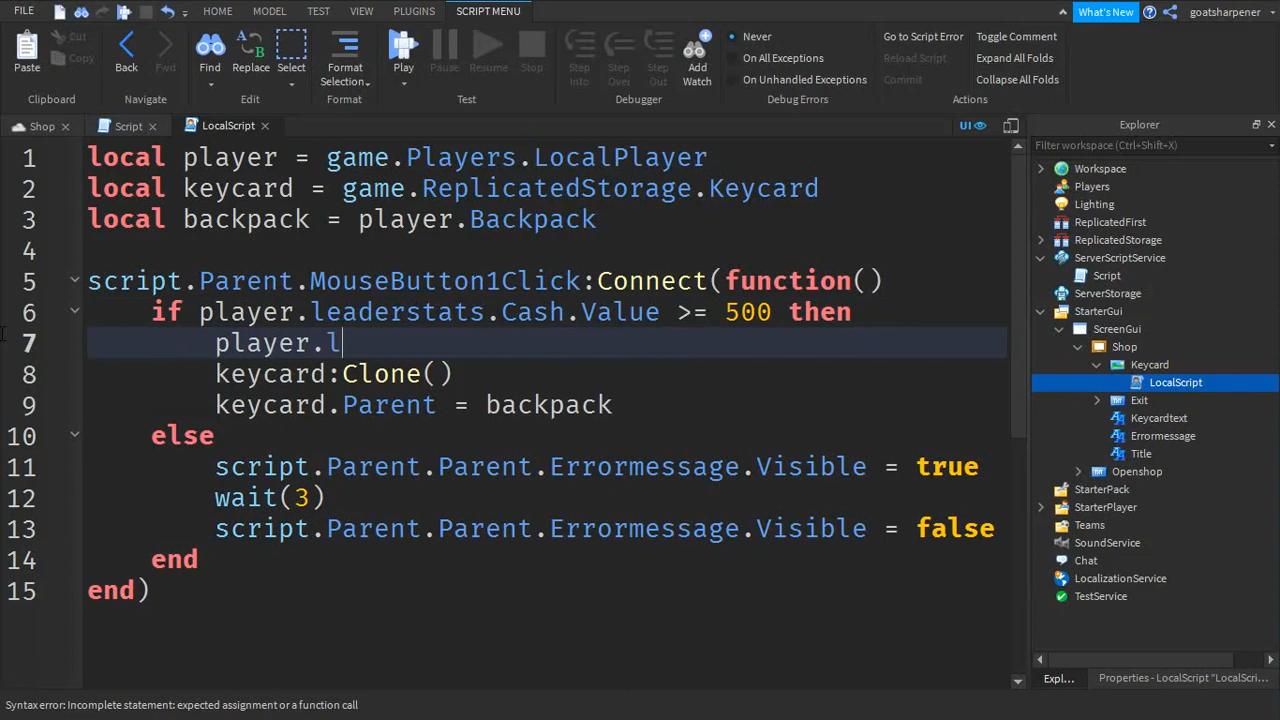 FILE
HOME
MODEL
TEST
VIEW
PLUGINS
SCRIPT MENU
What's New
goatsharpener
Paste
Cut
Copy
Clipboard
Back
Fwd
Navigate
Find
Replace
Select
Edit
Format
Selection
Format
Play
Pause
Resume
Stop
Test
Step
Into
Step
Over
Step
Out
Add
Watch
Debugger
Never
On All Exceptions
On Unhandled Exceptions
Debug Errors
Go to Script Error
Reload Script
Commit
Toggle Comment
Expand All Folds
Collapse All Folds
Actions
Shop
Script
LocalScript
UI
1 local player = game.Players.LocalPlayer
2 local keycard = game.ReplicatedStorage.Keycard
3 local backpack = player.Backpack
4
5 script.Parent.MouseButton1Click:Connect(function()
6 if player.leaderstats.Cash.Value >= 500 then
7 player.l
8 keycard:Clone()
9 keycard.Parent = backpack
10 else
11 script.Parent.Parent.Errormessage.Visible = true
12 wait(3)
13 script.Parent.Parent.Errormessage.Visible = false
14 end
15 end)
Explorer
Filter workspace (Ctrl+Shift+X)
Workspace
Players
Lighting
ReplicatedFirst
ReplicatedStorage
ServerScriptService
Script
ServerStorage
StarterGui
ScreenGui
Shop
Keycard
LocalScript
Exit
Keycardtext
Errormessage
Title
Openshop
StarterPack
StarterPlayer
Teams
SoundService
Chat
LocalizationService
TestService
Expl...
Properties - LocalScript "LocalScri...
Syntax error: Incomplete statement: expected assignment or a function call